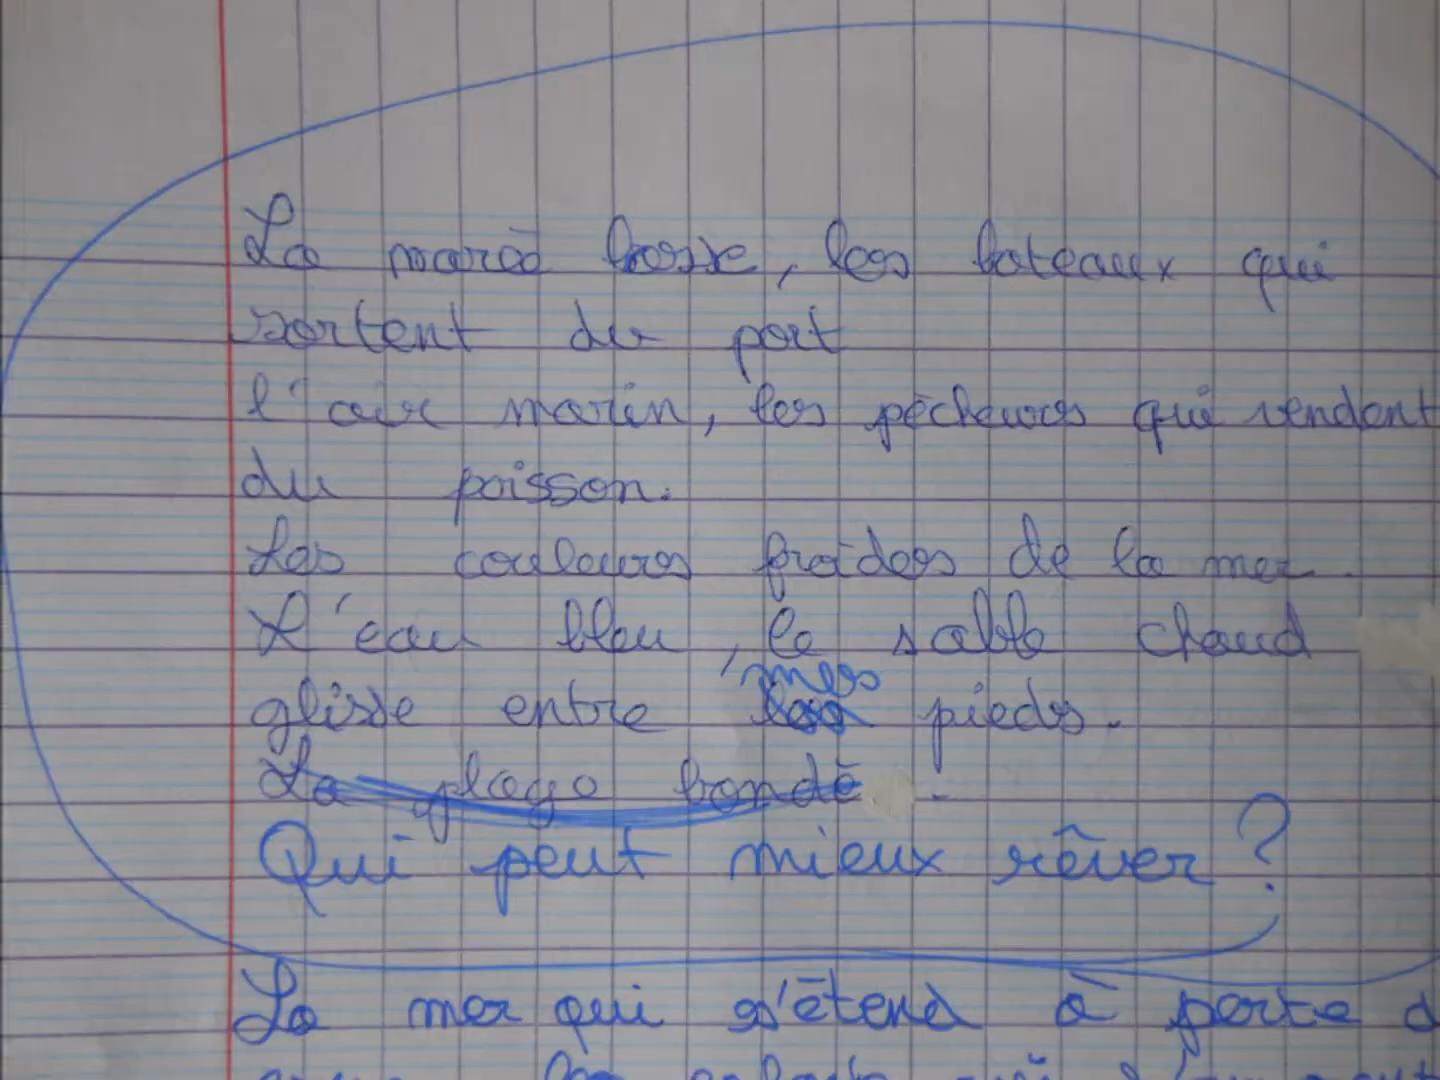 La marée basse, les bateaux qui
sortent du port
l'air marin, les pêcheurs qui vendent
du poisson.
Les couleurs froides de la mer.
L'eau bleu, le sable chaud
mes
glisse entre les pieds.
La plage bondé.
Qui peut mieux rêver ?
La mer qui s'étend à perte